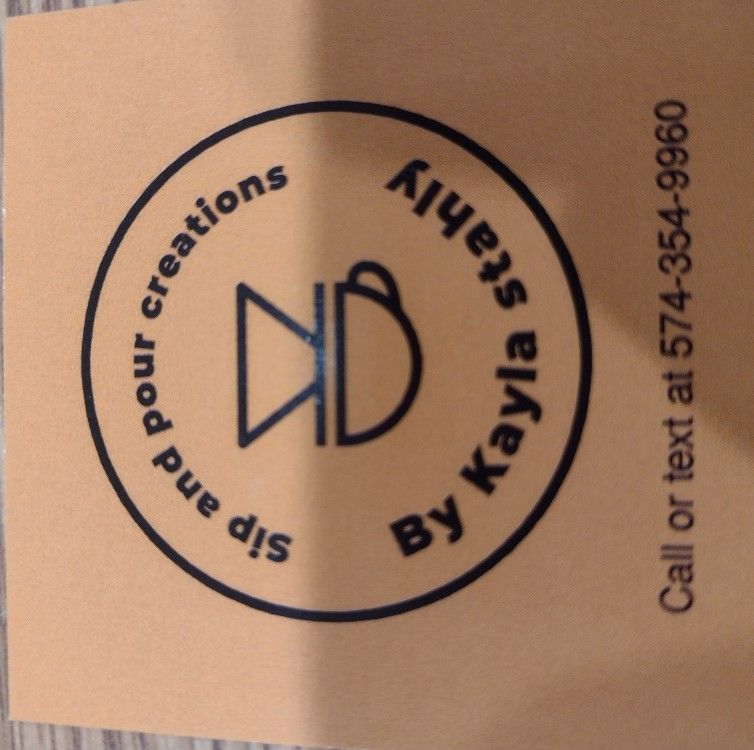 Sip and pour creations
By Kayla stahly
Call or text at 574-354-9960